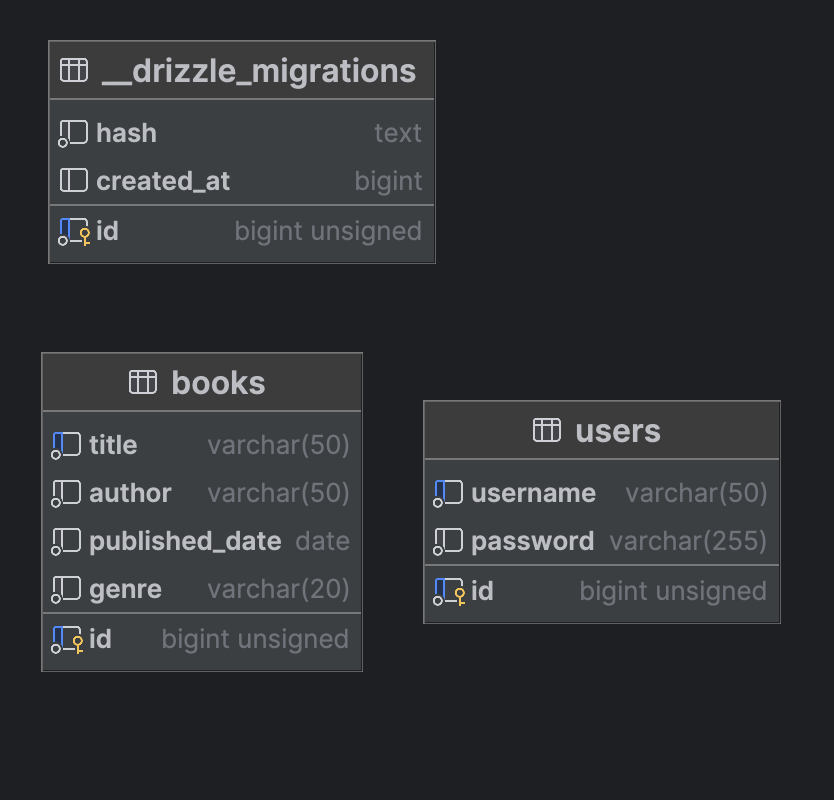 __drizzle_migrations
hash text
created_at bigint
id bigint unsigned
books
title varchar(50)
author varchar(50)
published_date date
genre varchar(20)
id bigint unsigned
users
username varchar(50)
password varchar(255)
id bigint unsigned